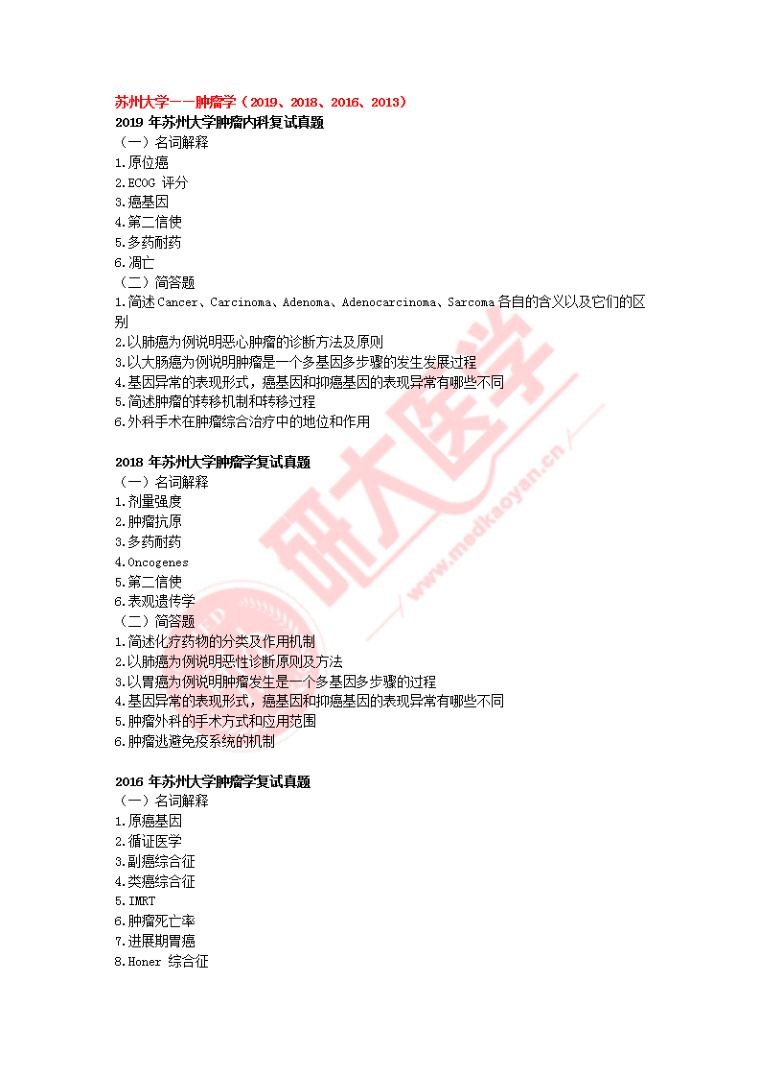 苏州大学——肿瘤学（2019、2018、2016、2013）
2019 年苏州大学肿瘤内科复试真题
（一）名词解释
1.原位癌
2.ECOG 评分
3.癌基因
4.第二信使
5.多药耐药
6.凋亡
（二）简答题
1.简述Cancer、Carcinoma、Adenoma、Adenocarcinoma、Sarcoma 各自的含义以及它们的区
别
2.以肺癌为例说明恶心肿瘤的诊断方法及原则
3.以大肠癌为例说明肿瘤是一个多基因多步骤的发生发展过程
4.基因异常的表现形式，癌基因和抑癌基因的表现异常有哪些不同
5.简述肿瘤的转移机制和转移过程
6.外科手术在肿瘤综合治疗中的地位和作用
2018 年苏州大学肿瘤学复试真题
（一）名词解释
1.剂量强度
2.肿瘤抗原
3.多药耐药
4.Oncogenes
5.第二信使
6.表观遗传学
（二）简答题
1.简述化疗药物的分类及作用机制
2.以肺癌为例说明恶性诊断原则及方法
3.以胃癌为例说明肿瘤发生是一个多基因多步骤的过程
4.基因异常的表现形式，癌基因和抑癌基因的表现异常有哪些不同
5.肿瘤外科的手术方式和应用范围
6.肿瘤逃避免疫系统的机制
2016 年苏州大学肿瘤学复试真题
（一）名词解释
1.原癌基因
2.循证医学
3.副癌综合征
4.类癌综合征
5.IMRT
6.肿瘤死亡率
7.进展期胃癌
8.Honer 综合征
研大医学
www.medkaoyan.cn